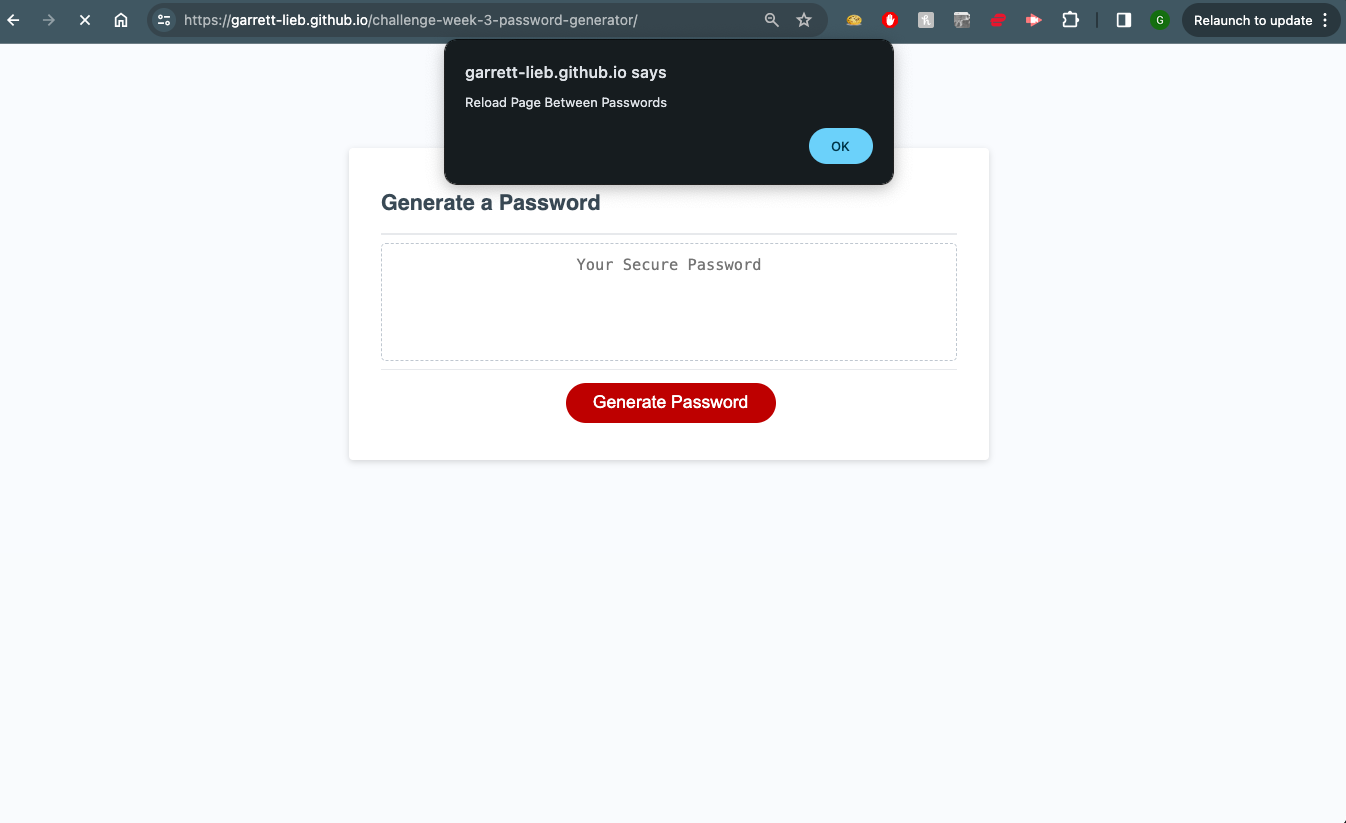 https://garrett-lieb.github.io/challenge-week-3-password-generator/
G
Relaunch to update
garrett-lieb.github.io says
Reload Page Between Passwords
OK
Generate a Password
Your Secure Password
Generate Password